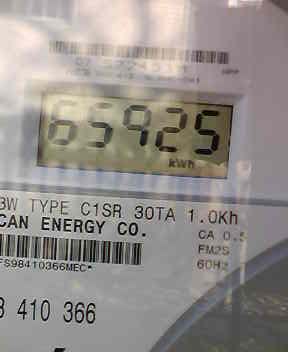 65925
kWh
3W TYPE C1SR 30TA 1.0Kh
CAN ENERGY CO.
CA 0.5
FM2S
60Hz
FS98410366MEC*
8 410 366